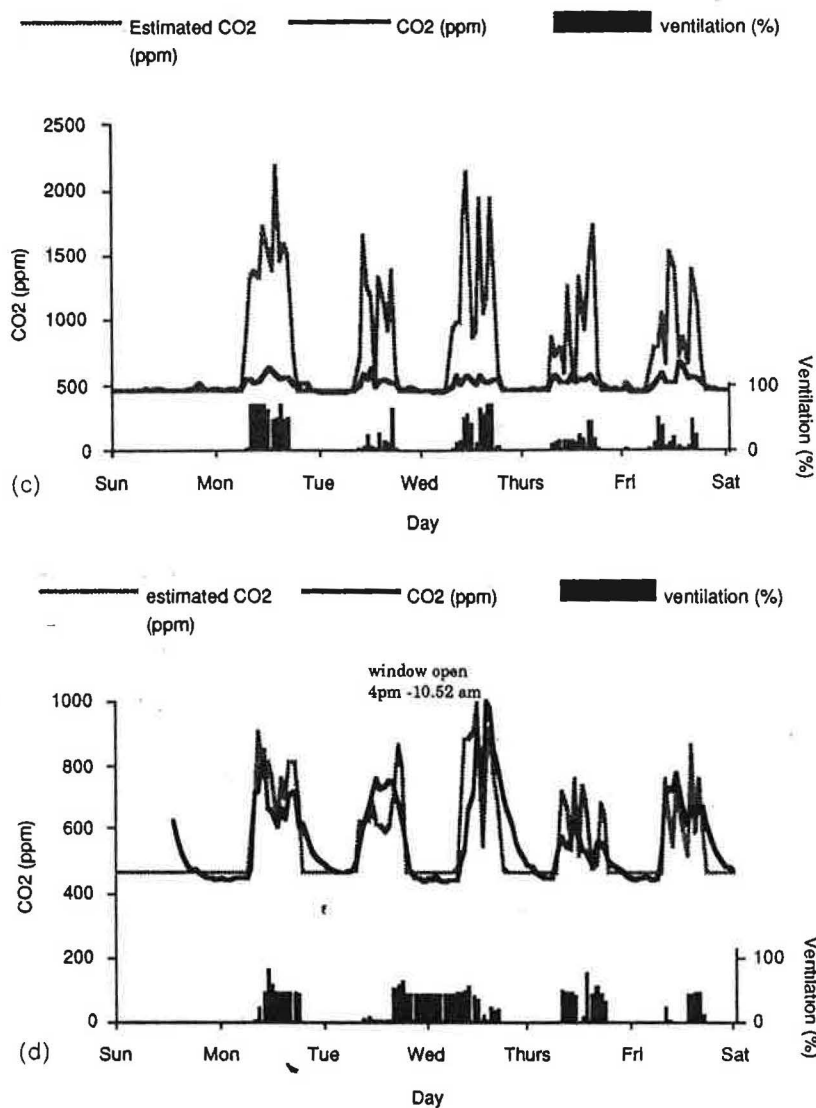 Estimated CO2 (ppm)
CO2 (ppm)
ventilation (%)
2500
2000
1500
1000
500
0
CO2 (ppm)
100
0
Ventilation (%)
(c)
Sun Mon Tue Wed Thurs Fri Sat
Day
estimated CO2 (ppm)
CO2 (ppm)
ventilation (%)
window open
4pm -10.52 am
1000
800
600
400
200
0
CO2 (ppm)
100
0
Ventilation (%)
(d)
Sun Mon Tue Wed Thurs Fri Sat
Day